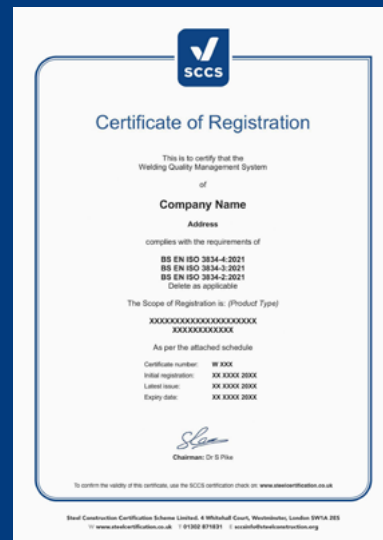 SCCS
Certificate of Registration
This is to certify that the
Welding Quality Management System
of
Company Name
Address
complies with the requirements of
BS EN ISO 3834-4:2021
BS EN ISO 3834-3:2021
BS EN ISO 3834-2:2021
Delete as applicable
The Scope of Registration is: (Product Type)
XXXXXXXXXXXXXXXXXXXXX
XXXXXXXXXXXX
As per the attached schedule
Certificate number: W XXX
Initial registration: XX XXXX 20XX
Latest issue: XX XXXX 20XX
Expiry date: XX XXXX 20XX
Chairman: Dr S Pike
To confirm the validity of this certificate, use the SCCS certification check on: www.steelcertification.co.uk
Steel Construction Certification Scheme Limited, 4 Whitehall Court, Westminster, London SW1A 2ES
W www.steelcertification.co.uk T 01302 871831 E sccsinfo@steelconstruction.org